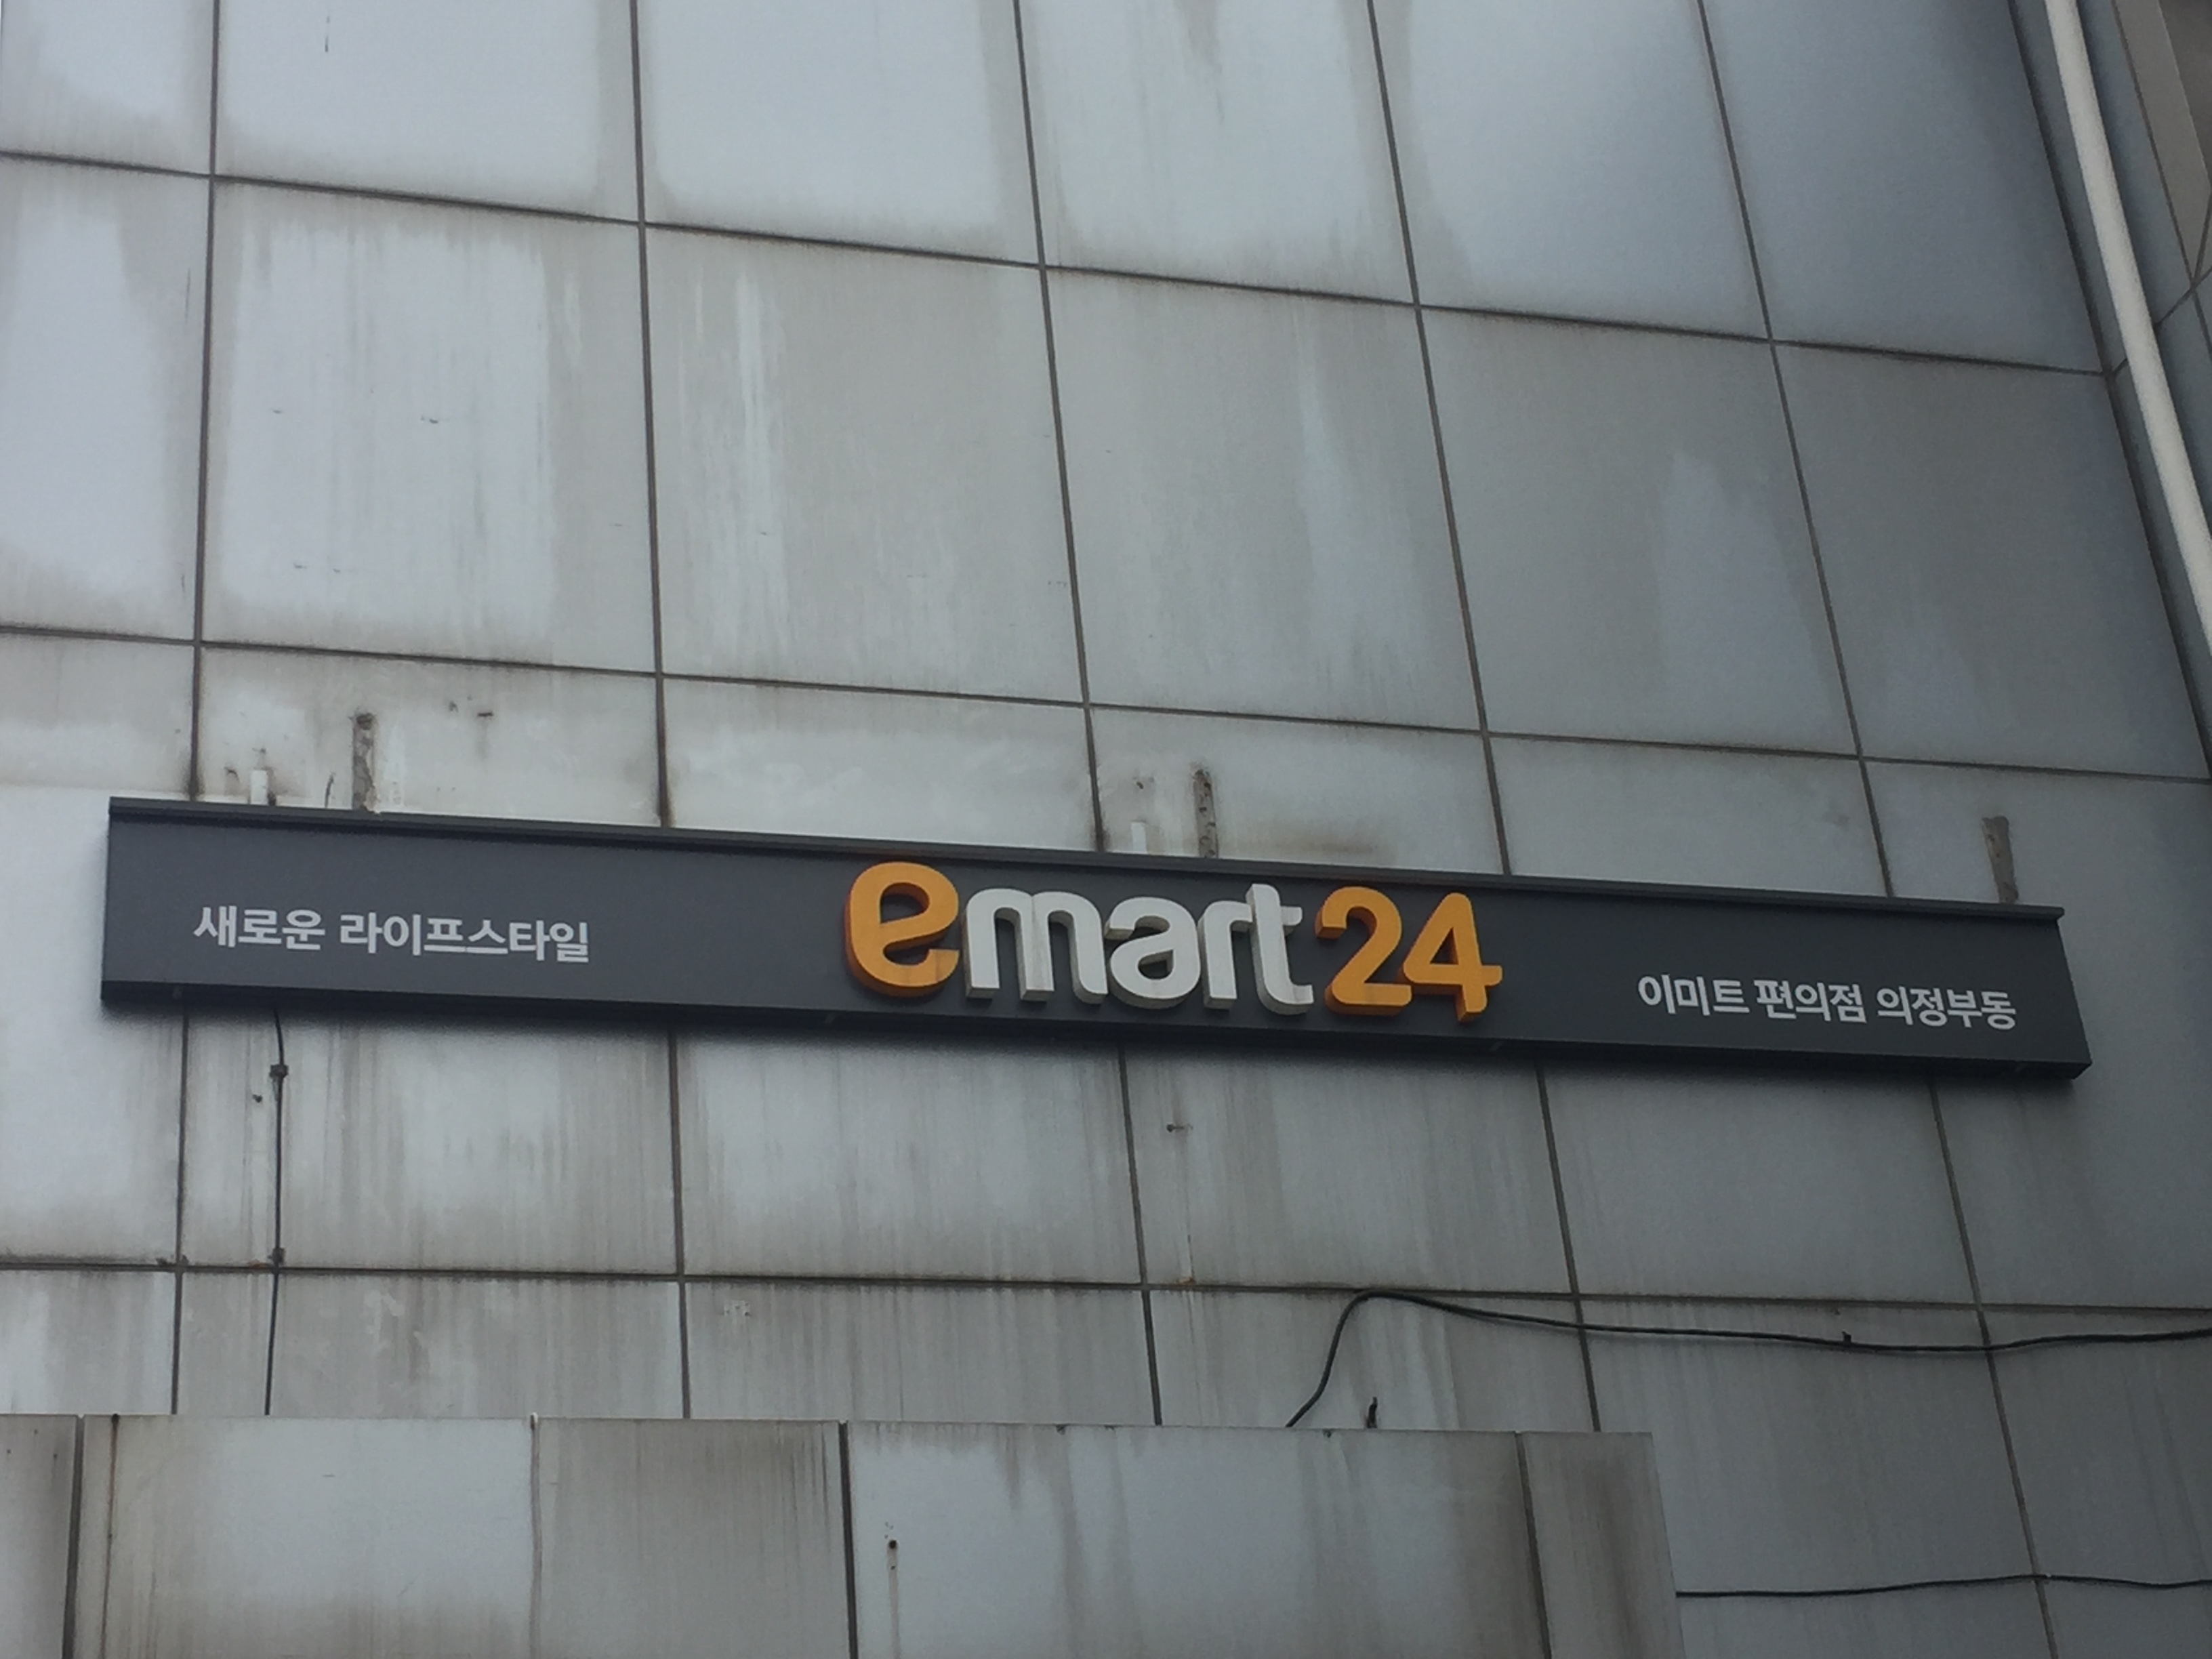 새로운 라이프스타일
emart24
이미트 편의점 의정부동